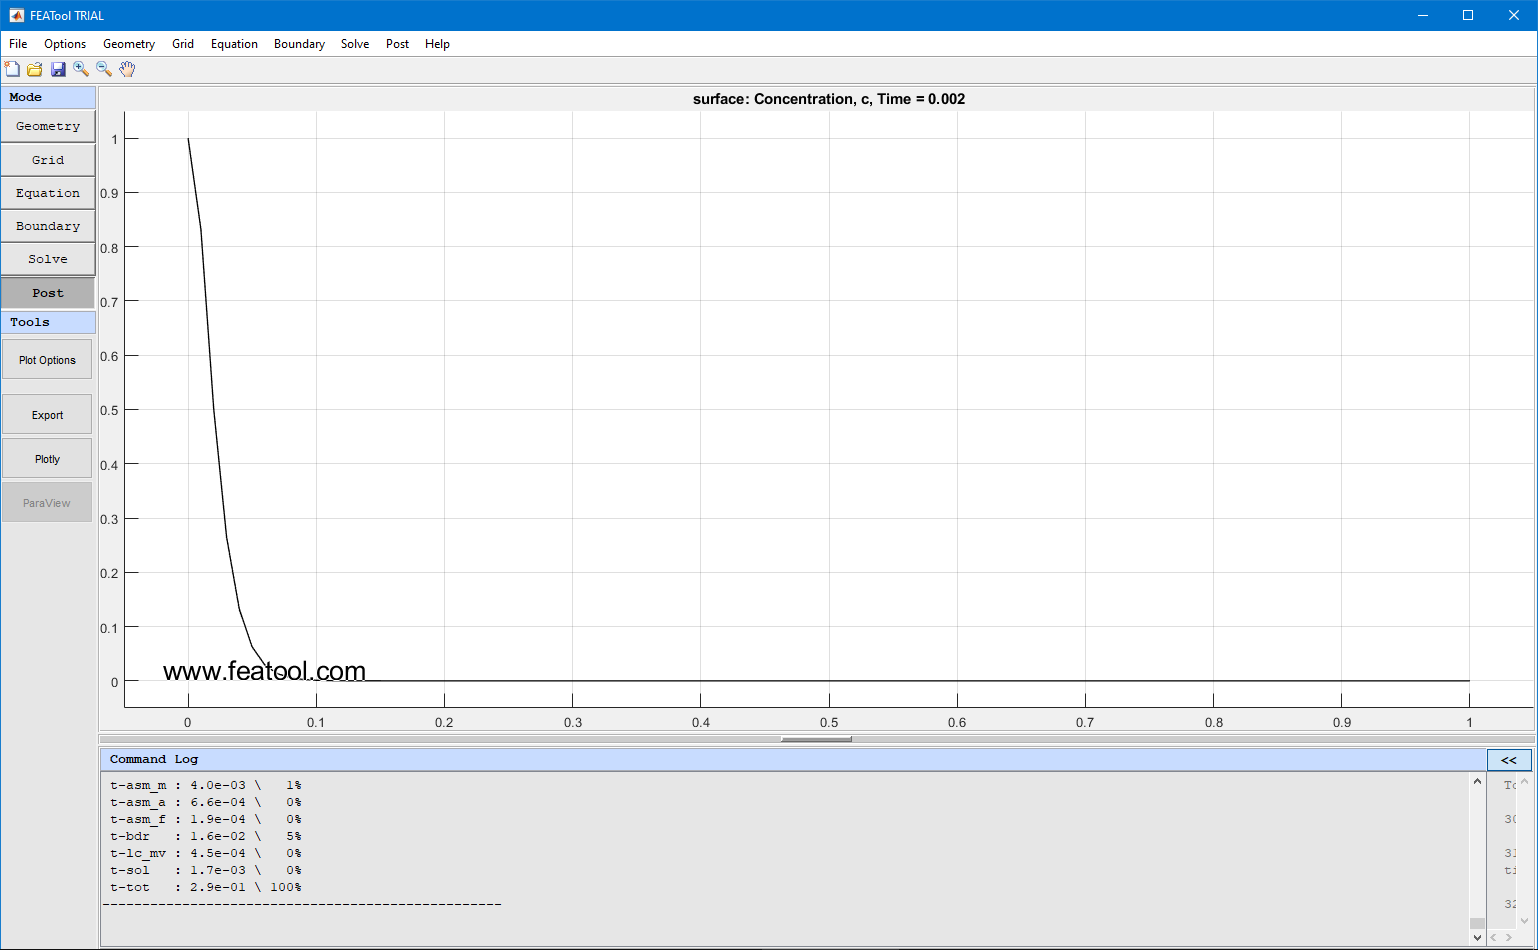 FEATool TRIAL
File Options Geometry Grid Equation Boundary Solve Post Help
Mode
Geometry
Grid
Equation
Boundary
Solve
Post
Tools
Plot Options
Export
Plotly
ParaView
surface: Concentration, c, Time = 0.002
1
0.9
0.8
0.7
0.6
0.5
0.4
0.3
0.2
0.1
0
www.featool.com
0 0.1 0.2 0.3 0.4 0.5 0.6 0.7 0.8 0.9 1
Command Log
<<
t-asm_m : 4.0e-03 \ 1%
t-asm_a : 6.6e-04 \ 0%
t-asm_f : 1.9e-04 \ 0%
t-bdr : 1.6e-02 \ 5%
t-lc_mv : 4.5e-04 \ 0%
t-sol : 1.7e-03 \ 0%
t-tot : 2.9e-01 \ 100%
--------------------------------------------------